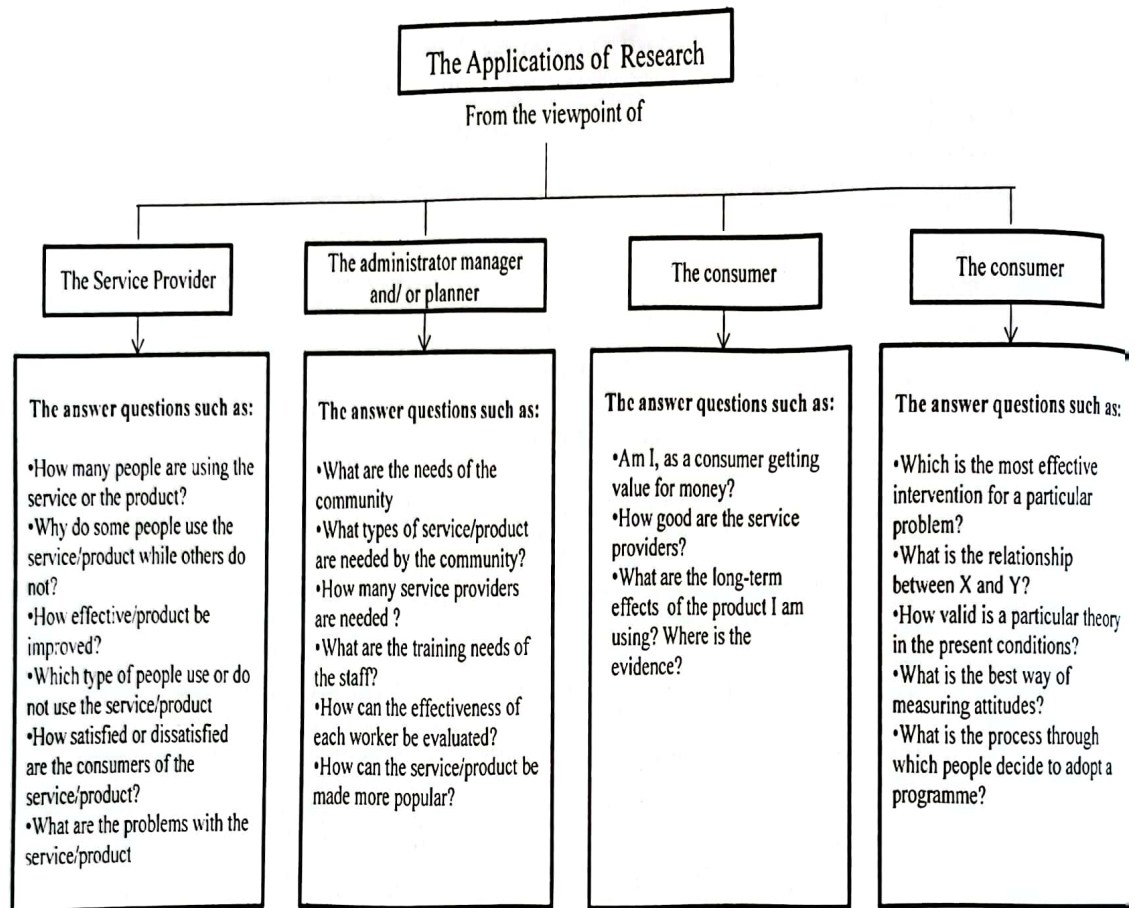 The Applications of Research
From the viewpoint of
The Service Provider
The administrator manager
and/ or planner
The consumer
The consumer
The answer questions such as:
•How many people are using the
service or the product?
•Why do some people use the
service/product while others do
not?
•How effective/product be
improved?
•Which type of people use or do
not use the service/product
•How satisfied or dissatisfied
are the consumers of the
service/product?
•What are the problems with the
service/product
The answer questions such as:
•What are the needs of the
community
•What types of service/product
are needed by the community?
•How many service providers
are needed ?
•What are the training needs of
the staff?
•How can the effectiveness of
each worker be evaluated?
•How can the service/product be
made more popular?
The answer questions such as:
•Am I, as a consumer getting
value for money?
•How good are the service
providers?
•What are the long-term
effects of the product I am
using? Where is the
evidence?
The answer questions such as:
•Which is the most effective
intervention for a particular
problem?
•What is the relationship
between X and Y?
•How valid is a particular theory
in the present conditions?
•What is the best way of
measuring attitudes?
•What is the process through
which people decide to adopt a
programme?